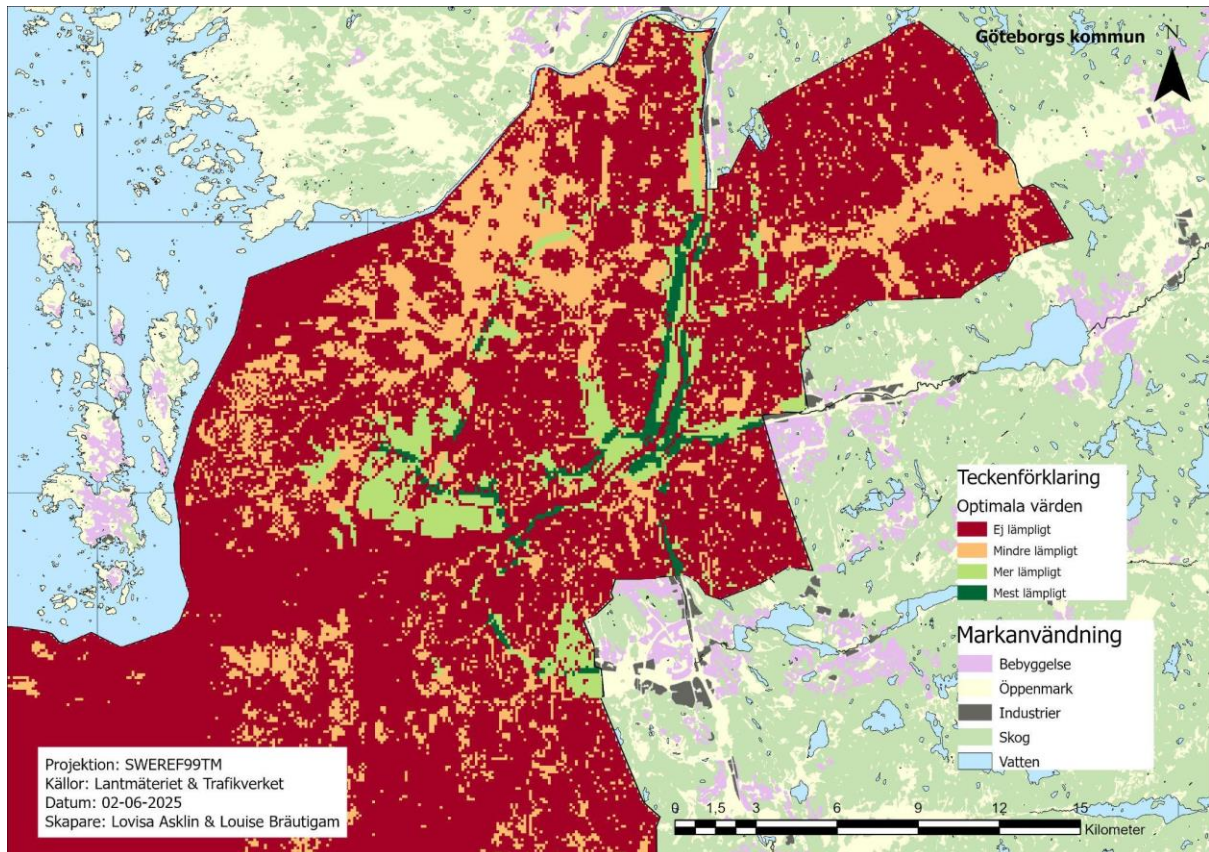 Göteborgs kommun
N
Teckenförklaring
Optimala värden
Ej lämpligt
Mindre lämpligt
Mer lämpligt
Mest lämpligt
Markanvändning
Bebyggelse
Öppenmark
Industrier
Skog
Vatten
Projektion: SWEREF99TM
Källor: Lantmäteriet & Trafikverket
Datum: 02-06-2025
Skapare: Lovisa Asklin & Louise Bräutigam
0 1,5 3 6 9 12 15
Kilometer